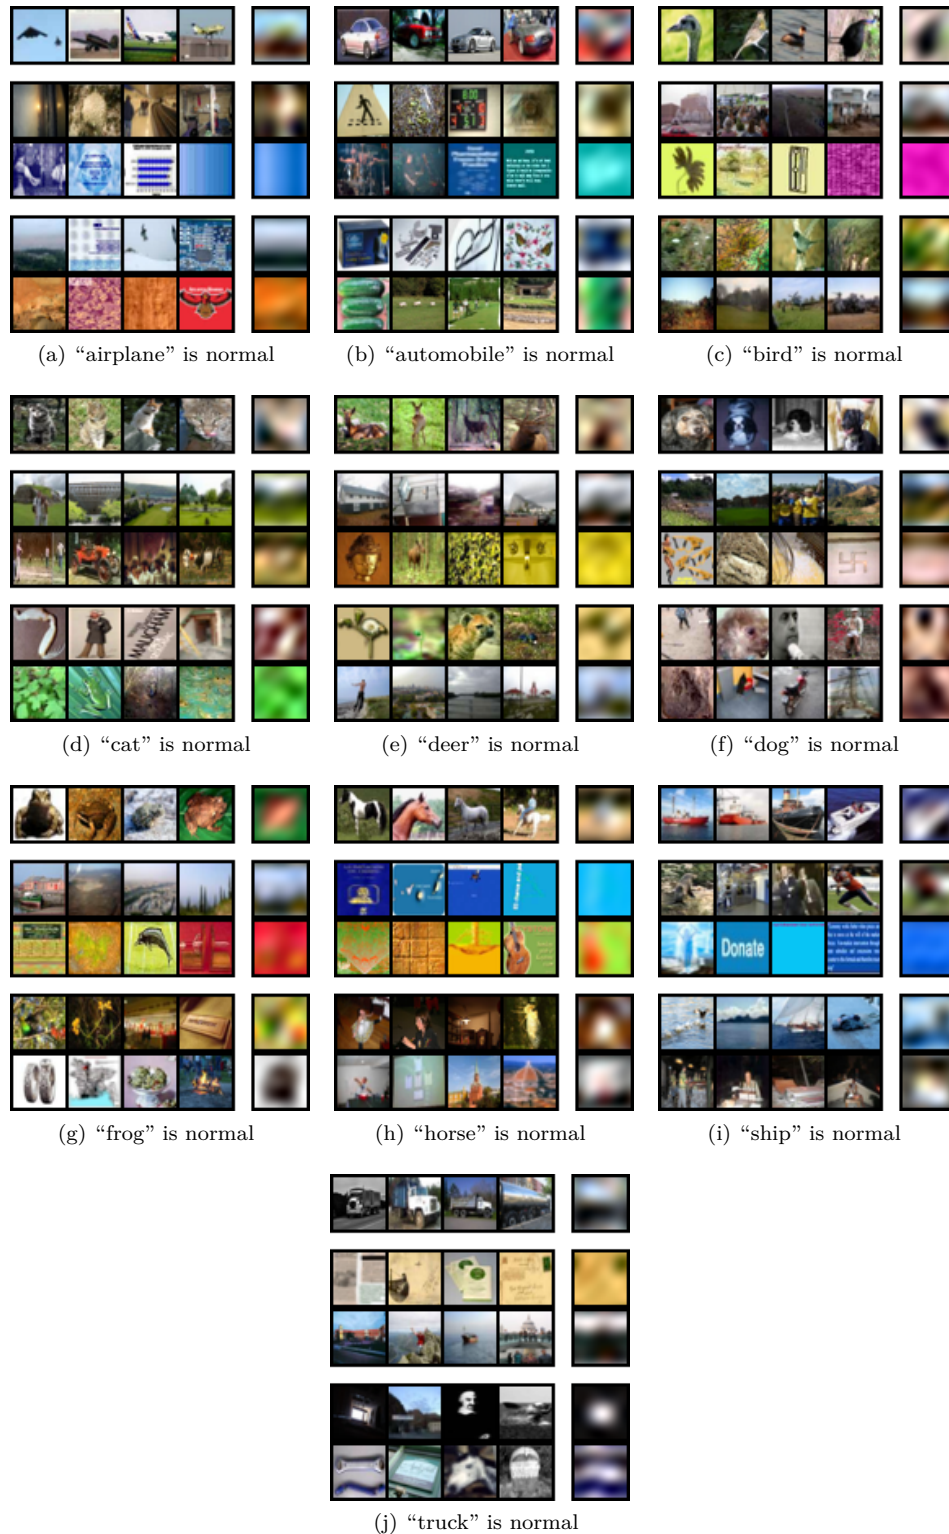 (a) “airplane” is normal
(b) “automobile” is normal
(c) “bird” is normal
(d) “cat” is normal
(e) “deer” is normal
(f) “dog” is normal
MAUGHAM
(g) “frog” is normal
(h) “horse” is normal
Donate
(i) “ship” is normal
(j) “truck” is normal